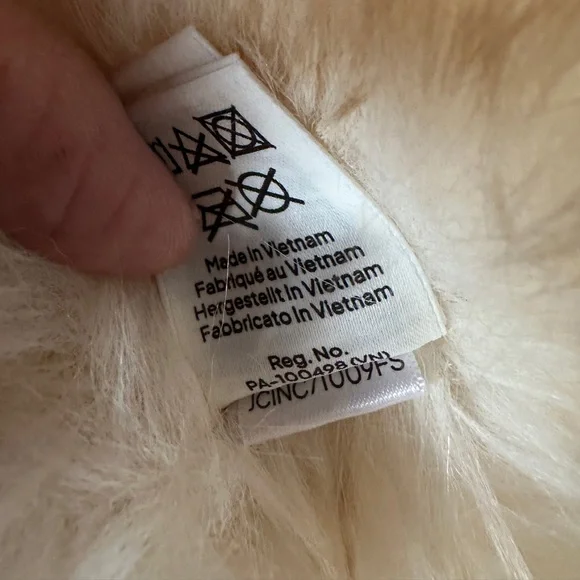 Made in Vietnam
Fabriqué au Vietnam
Hergestellt In Vietnam
Fabbricato In Vietnam
Reg. No.
PA-100498 (VN)
JCINC71009FS